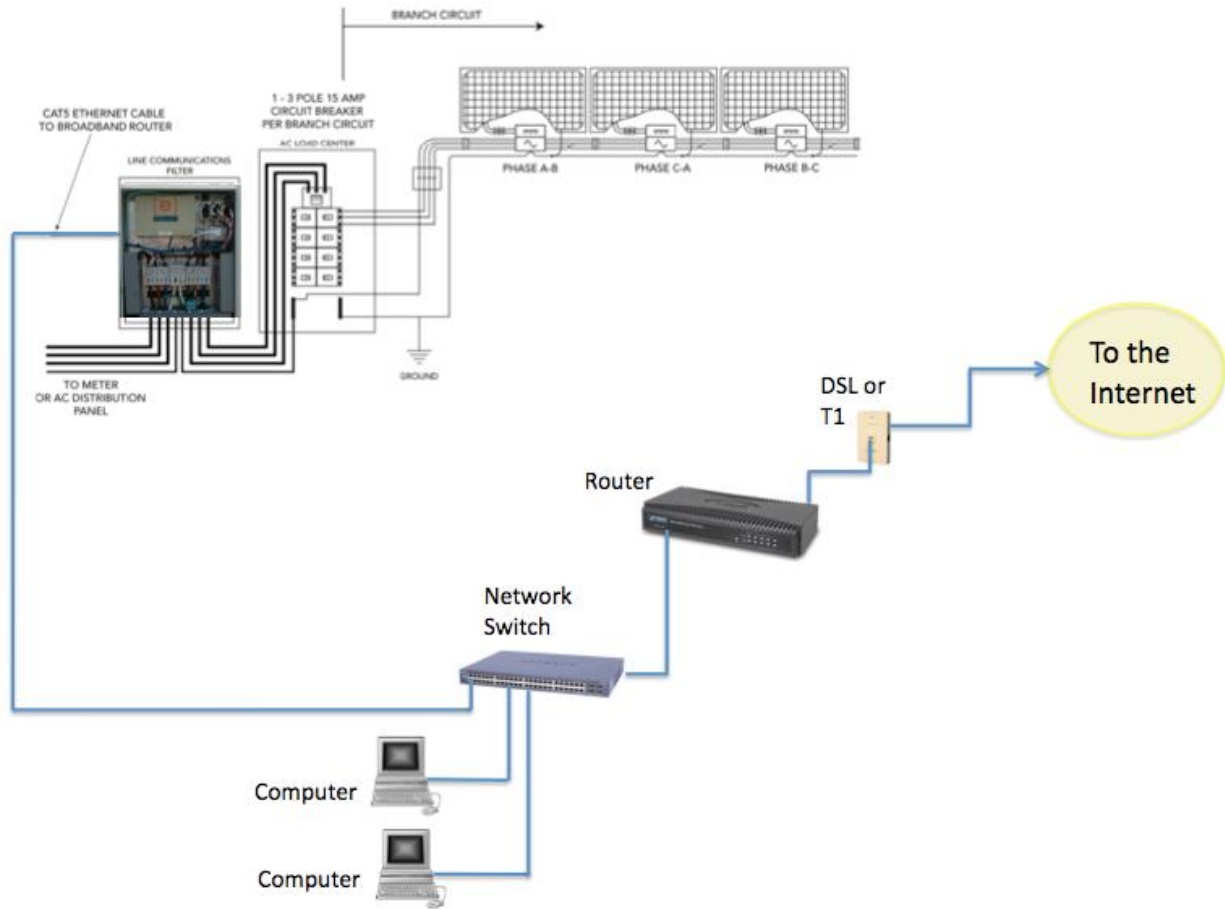 BRANCH CIRCUIT
1 - 3 POLE 15 AMP
CIRCUIT BREAKER
PER BRANCH CIRCUIT
AC LOAD CENTER
CAT5 ETHERNET CABLE
TO BROADBAND ROUTER
LINE COMMUNICATIONS
FILTER
PHASE A-B
PHASE C-A
PHASE B-C
GROUND
TO METER
OR AC DISTRIBUTION
PANEL
To the
Internet
DSL or
T1
Router
Network
Switch
Computer
Computer